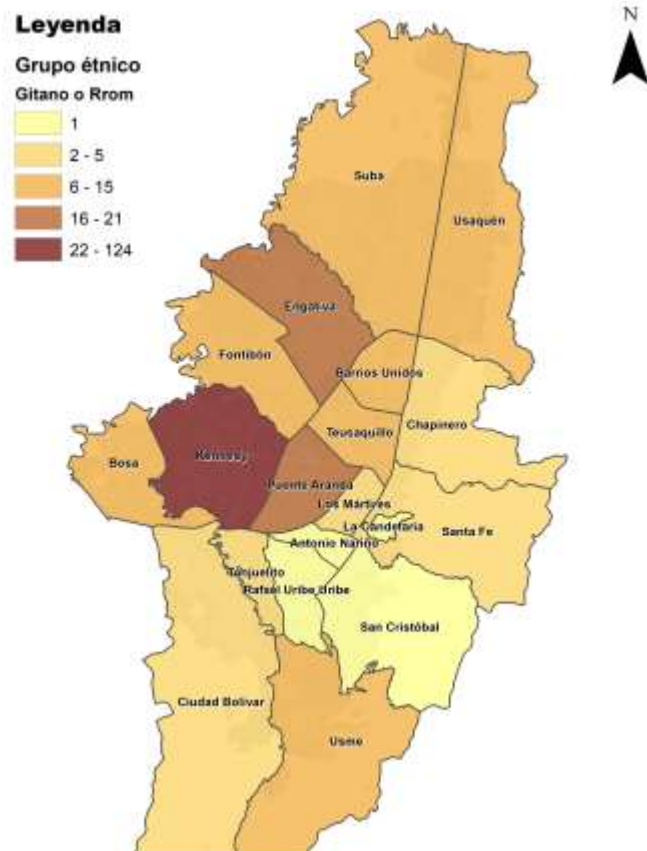 Leyenda
Grupo étnico
Gitano o Rrom
1
2 - 5
6 - 15
16 - 21
22 - 124
N
Suba
Usaquén
Engativa
Fontibón
Barrios Unidos
Chapinero
Teusaquillo
Bosa
Kennedy
Puente Aranda
Los Mártires
La Candelaria
Santa Fe
Antonio Nariño
Tunjuelito
Rafael Uribe Uribe
San Cristóbal
Ciudad Bolivar
Usme